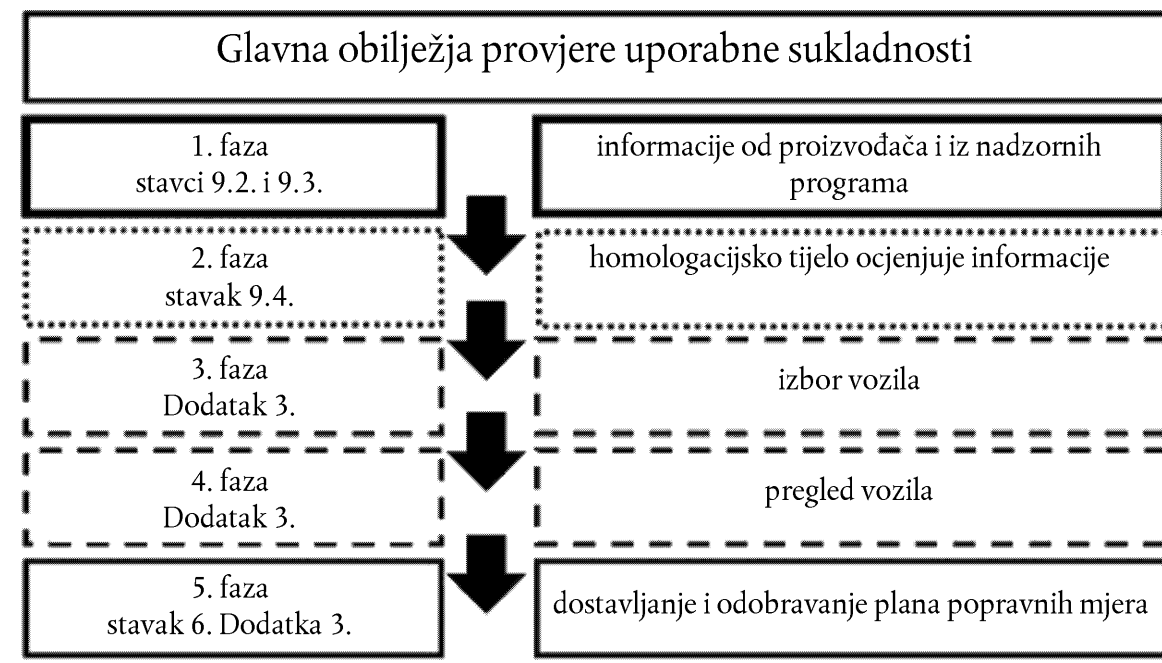 Glavna obilježja provjere uporabne sukladnosti
1. faza
stavci 9.2. i 9.3.
informacije od proizvođača i iz nadzornih
programa
2. faza
stavak 9.4.
homologacijsko tijelo ocjenjuje informacije
3. faza
Dodatak 3.
izbor vozila
4. faza
Dodatak 3.
pregled vozila
5. faza
stavak 6. Dodatka 3.
dostavljanje i odobravanje plana popravnih mjera